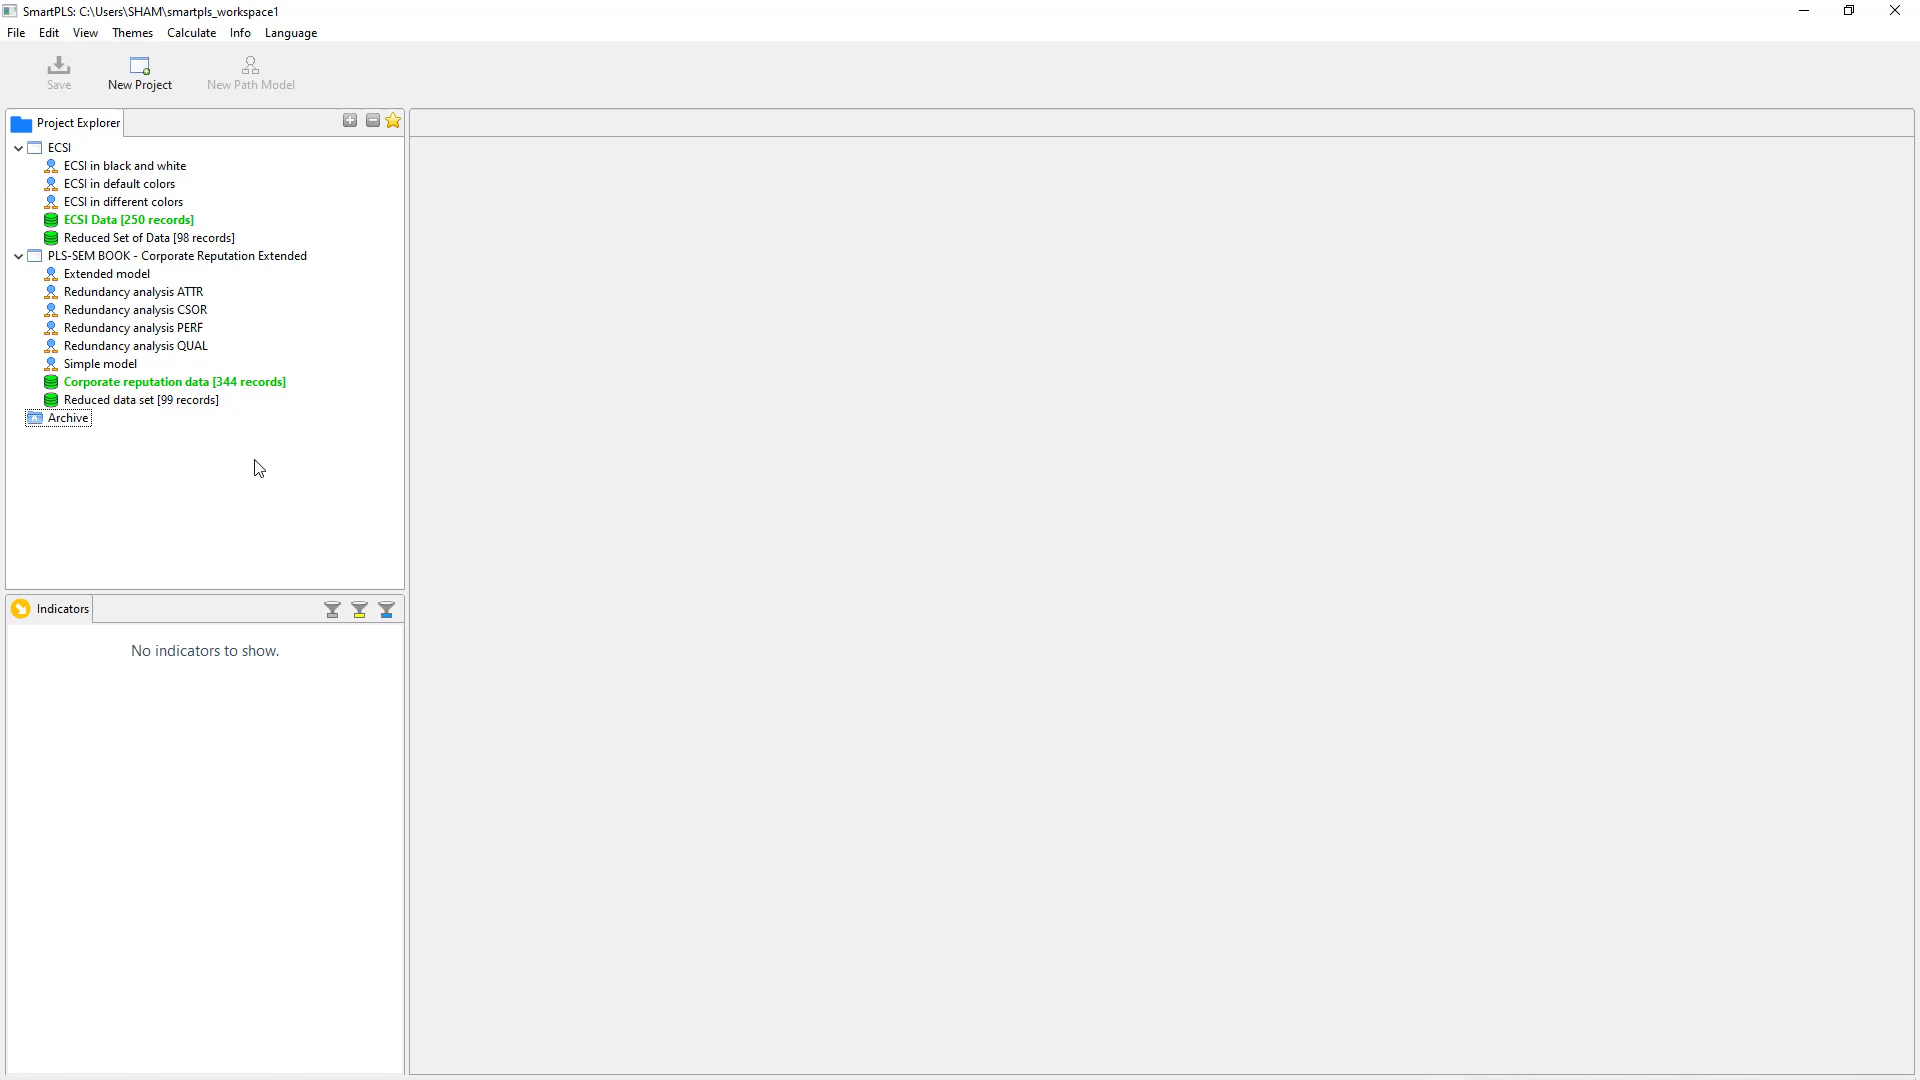 SmartPLS: C:\Users\SHAM\smartpls_workspace1
File Edit View Themes Calculate Info Language
Save New Project New Path Model
Project Explorer
ECSI
ECSI in black and white
ECSI in default colors
ECSI in different colors
ECSI Data [250 records]
Reduced Set of Data [98 records]
PLS-SEM BOOK - Corporate Reputation Extended
Extended model
Redundancy analysis ATTR
Redundancy analysis CSOR
Redundancy analysis PERF
Redundancy analysis QUAL
Simple model
Corporate reputation data [344 records]
Reduced data set [99 records]
Archive
Indicators
No indicators to show.